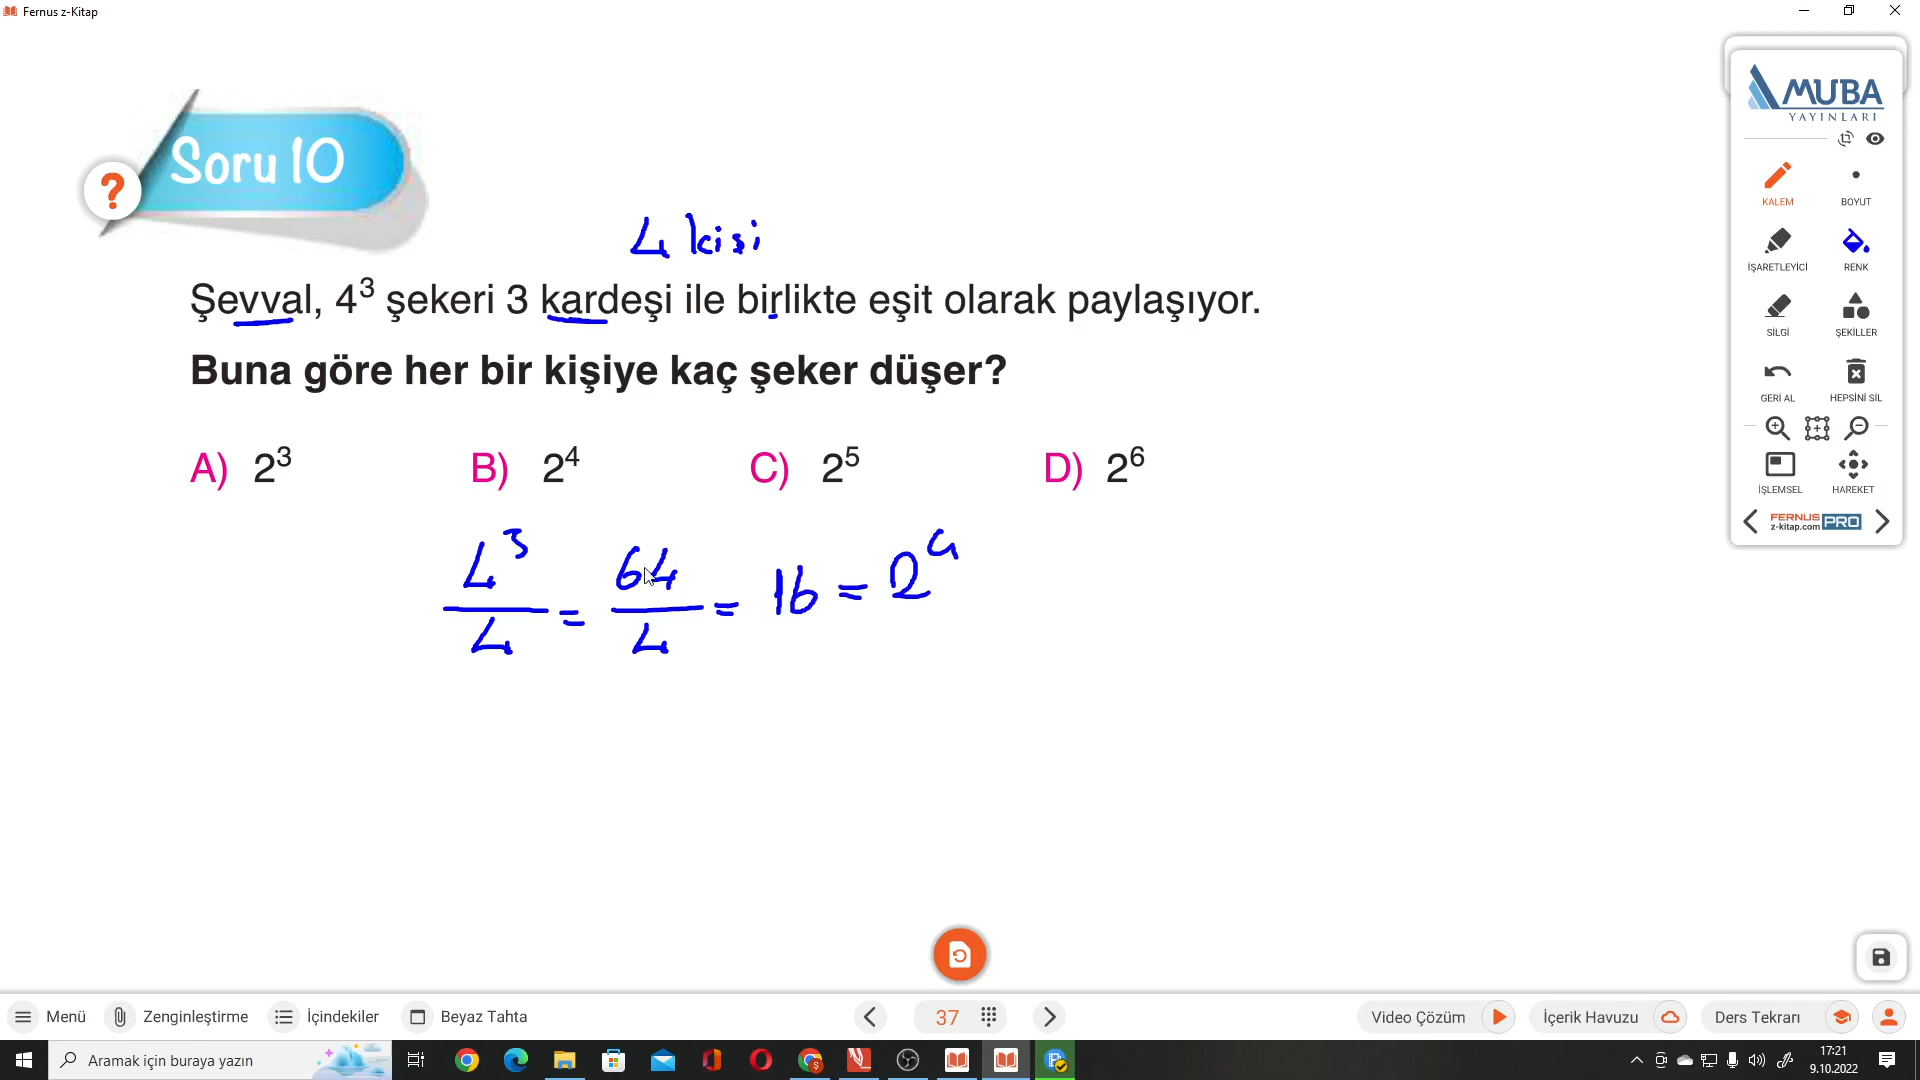 Fernus z-Kitap
MUBA
YAYINLARI
Soru 10
?
KALEM
BOYUT
4 kişi
İŞARETLEYİCİ
RENK
Şevval, 4³ şekeri 3 kardeşi ile birlikte eşit olarak paylaşıyor.
SİLGİ
ŞEKİLLER
Buna göre her bir kişiye kaç şeker düşer?
GERİ AL
HEPSİNİ SİL
A) 2³ B) 2⁴ C) 2⁵ D) 2⁶
İŞLEMSEL
HAREKET
FERNUS PRO
z-kitap.com
4³/4 = 64/4 = 16 = 2⁴
Menü
Zenginleştirme
İçindekiler
Beyaz Tahta
37
Video Çözüm
İçerik Havuzu
Ders Tekrarı
Aramak için buraya yazın
17:21
9.10.2022